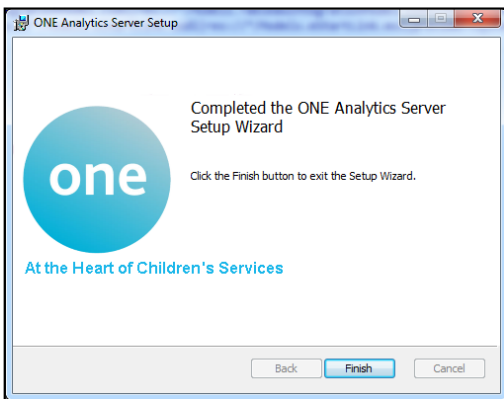 ONE Analytics Server Setup
Completed the ONE Analytics Server
Setup Wizard
Click the Finish button to exit the Setup Wizard.
one
At the Heart of Children's Services
Back
Finish
Cancel